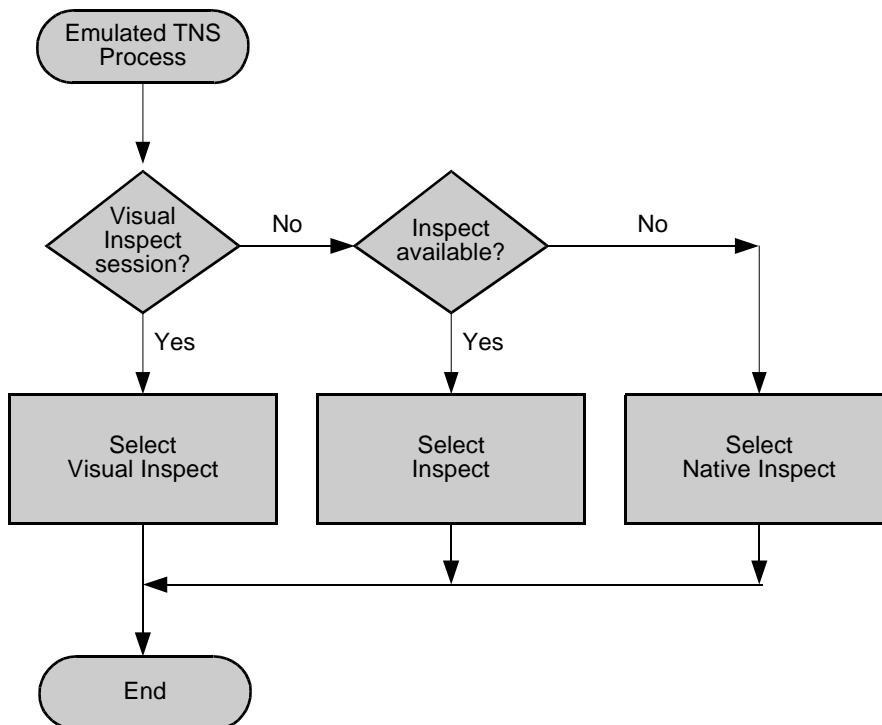 Emulated TNS
Process
Visual
Inspect
session?
No
Inspect
available?
No
Yes
Yes
Select
Visual Inspect
Select
Inspect
Select
Native Inspect
End